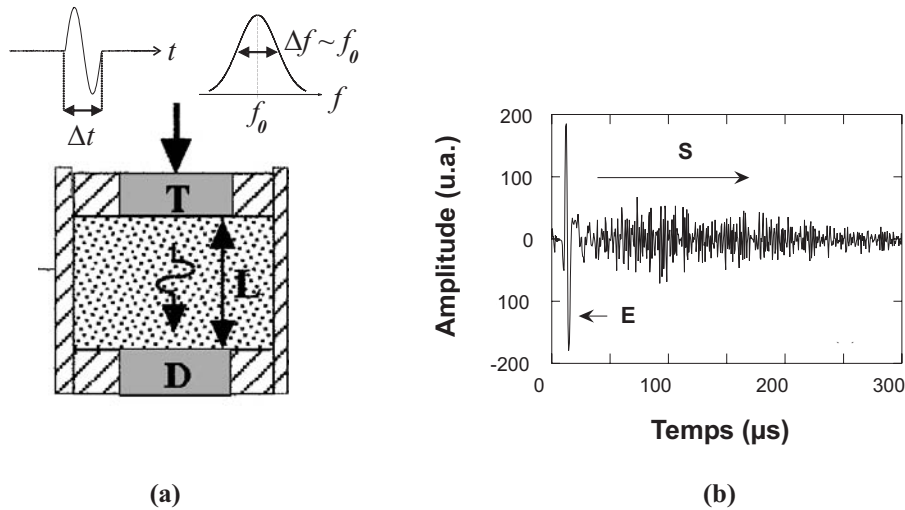 t
Δt
Δf ~ f0
f0
f
T
L
D
(a)
Amplitude (u.a.)
200
100
0
100
-200
S
E
0
100
200
300
Temps (µs)
(b)